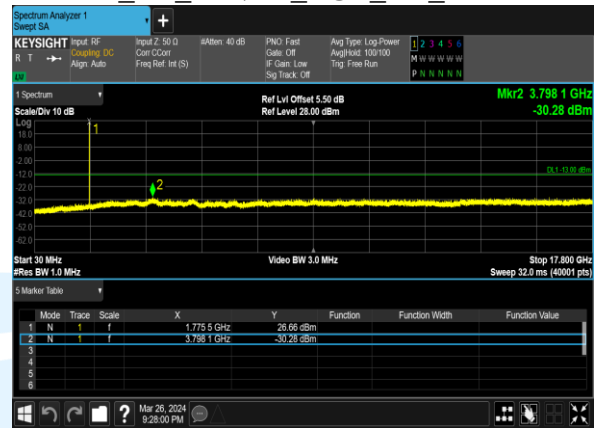 Spectrum Analyzer 1
Swept SA
KEYSIGHT
R T
LV
Input: RF
Coupling: DC
Align: Auto
Input Z: 50 Ω
Corr CCorr
Freq Ref: Int (S)
#Atten: 40 dB
PNO: Fast
Gate: Off
IF Gain: Low
Sig Track: Off
Avg Type: Log-Power
Avg|Hold: 100/100
Trig: Free Run
1 2 3 4 5 6
M W W W W W
P N N N N N
1 Spectrum
Scale/Div 10 dB
Log
Ref Lvl Offset 5.50 dB
Ref Level 28.00 dBm
Mkr2 3.798 1 GHz
-30.28 dBm
1
18.0
8.00
-2.00
-12.0
DL1 -13.00 dBm
-22.0
2
-32.0
-42.0
-52.0
-62.0
Start 30 MHz
#Res BW 1.0 MHz
Video BW 3.0 MHz
Stop 17.800 GHz
Sweep 32.0 ms (40001 pts)
5 Marker Table
Mode Trace Scale X Y Function Function Width Function Value
1 N 1 f 1.775 5 GHz 26.66 dBm
2 N 1 f 3.798 1 GHz -30.28 dBm
3
4
5
6
?
Mar 26, 2024
9:28:00 PM